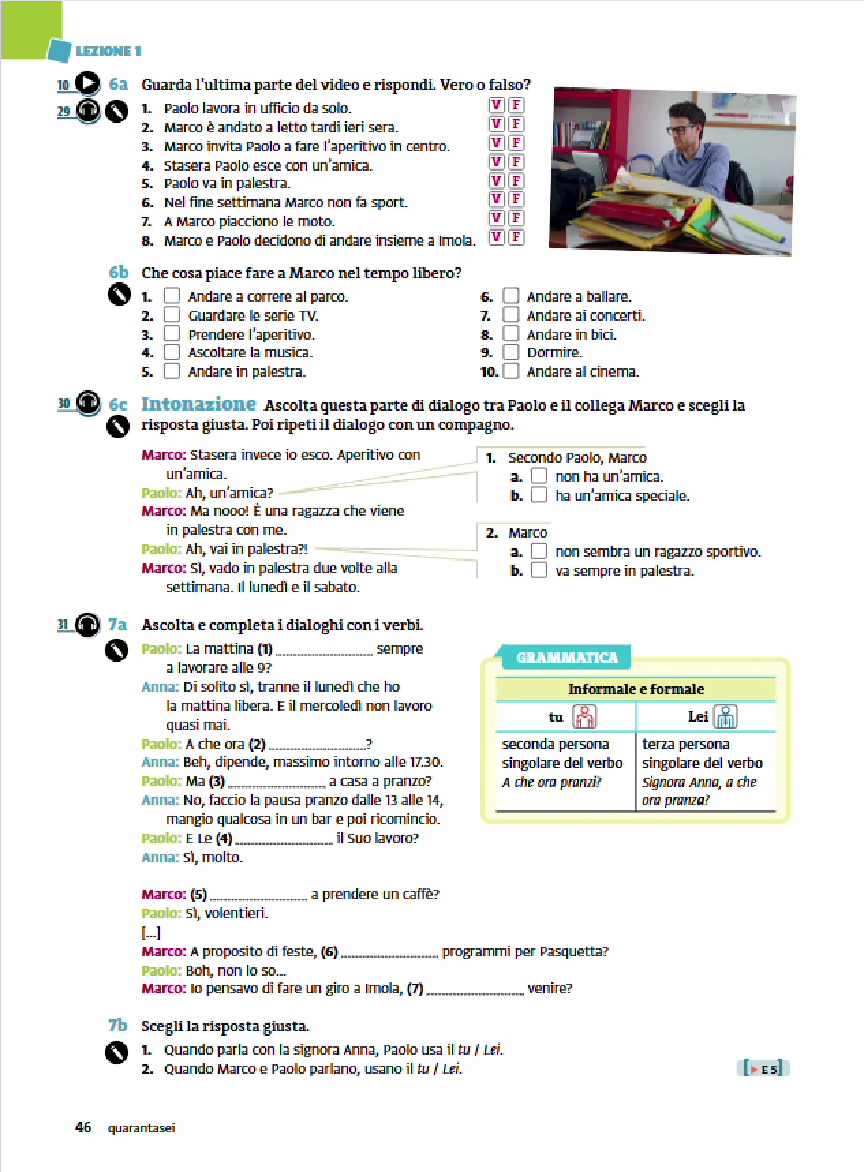 LEZIONE 1
10 6a Guarda l'ultima parte del video e rispondi. Vero o falso?
29
1. Paolo lavora in ufficio da solo. V F
2. Marco è andato a letto tardi ieri sera. V F
3. Marco invita Paolo a fare l'aperitivo in centro. V F
4. Stasera Paolo esce con un'amica. V F
5. Paolo va in palestra. V F
6. Nel fine settimana Marco non fa sport. V F
7. A Marco piacciono le moto. V F
8. Marco e Paolo decidono di andare insieme a Imola. V F
6b Che cosa piace fare a Marco nel tempo libero?
1. Andare a correre al parco.
2. Guardare le serie TV.
3. Prendere l'aperitivo.
4. Ascoltare la musica.
5. Andare in palestra.
6. Andare a ballare.
7. Andare ai concerti.
8. Andare in bici.
9. Dormire.
10. Andare al cinema.
30 6c Intonazione Ascolta questa parte di dialogo tra Paolo e il collega Marco e scegli la
risposta giusta. Poi ripeti il dialogo con un compagno.
Marco: Stasera invece io esco. Aperitivo con
un'amica.
Paolo: Ah, un'amica?
Marco: Ma nooo! È una ragazza che viene
in palestra con me.
Paolo: Ah, vai in palestra?!
Marco: Sì, vado in palestra due volte alla
settimana. Il lunedì e il sabato.
1. Secondo Paolo, Marco
a. non ha un'amica.
b. ha un'amica speciale.
2. Marco
a. non sembra un ragazzo sportivo.
b. va sempre in palestra.
31 7a Ascolta e completa i dialoghi con i verbi.
Paolo: La mattina (1) ____________ sempre
a lavorare alle 9?
Anna: Di solito sì, tranne il lunedì che ho
la mattina libera. E il mercoledì non lavoro
quasi mai.
Paolo: A che ora (2) ____________?
Anna: Beh, dipende, massimo intorno alle 17.30.
Paolo: Ma (3) ____________ a casa a pranzo?
Anna: No, faccio la pausa pranzo dalle 13 alle 14,
mangio qualcosa in un bar e poi ricomincio.
Paolo: E Le (4) ____________ il Suo lavoro?
Anna: Sì, molto.
Marco: (5) ____________ a prendere un caffè?
Paolo: Sì, volentieri.
[...]
Marco: A proposito di feste, (6) ____________ programmi per Pasquetta?
Paolo: Boh, non lo so...
Marco: Io pensavo di fare un giro a Imola, (7) ____________ venire?
GRAMMATICA
Informale e formale
tu Lei
seconda persona
singolare del verbo
A che ora pranzi?
terza persona
singolare del verbo
Signora Anna, a che
ora pranza?
7b Scegli la risposta giusta.
1. Quando parla con la signora Anna, Paolo usa il tu / Lei.
2. Quando Marco e Paolo parlano, usano il tu / Lei.
[▶ E 5]
46 quarantasei